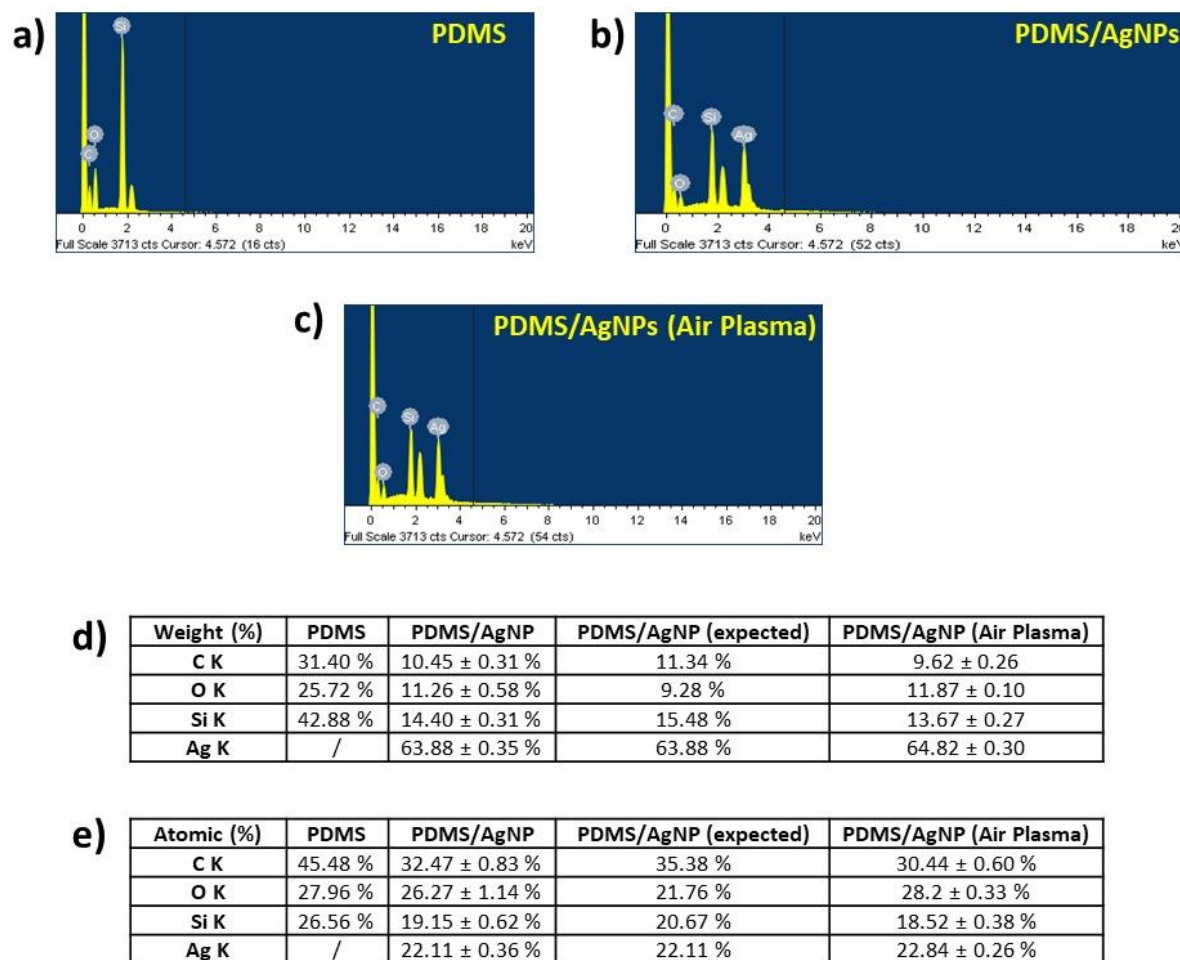 a)
PDMS
Si
O
C
0 2 4 6 8 10 12 14 16 18 20
Full Scale 3713 cts Cursor: 4.572 (16 cts)
keV
b)
PDMS/AgNPs
C
Si
Ag
O
0 2 4 6 8 10 12 14 16 18 20
Full Scale 3713 cts Cursor: 4.572 (52 cts)
keV
c)
PDMS/AgNPs (Air Plasma)
C
Si
Ag
O
0 2 4 6 8 10 12 14 16 18 20
Full Scale 3713 cts Cursor: 4.572 (54 cts)
keV
d)
Weight (%) PDMS PDMS/AgNP PDMS/AgNP (expected) PDMS/AgNP (Air Plasma)
C K 31.40 % 10.45 ± 0.31 % 11.34 % 9.62 ± 0.26
O K 25.72 % 11.26 ± 0.58 % 9.28 % 11.87 ± 0.10
Si K 42.88 % 14.40 ± 0.31 % 15.48 % 13.67 ± 0.27
Ag K / 63.88 ± 0.35 % 63.88 % 64.82 ± 0.30
e)
Atomic (%) PDMS PDMS/AgNP PDMS/AgNP (expected) PDMS/AgNP (Air Plasma)
C K 45.48 % 32.47 ± 0.83 % 35.38 % 30.44 ± 0.60 %
O K 27.96 % 26.27 ± 1.14 % 21.76 % 28.2 ± 0.33 %
Si K 26.56 % 19.15 ± 0.62 % 20.67 % 18.52 ± 0.38 %
Ag K / 22.11 ± 0.36 % 22.11 % 22.84 ± 0.26 %